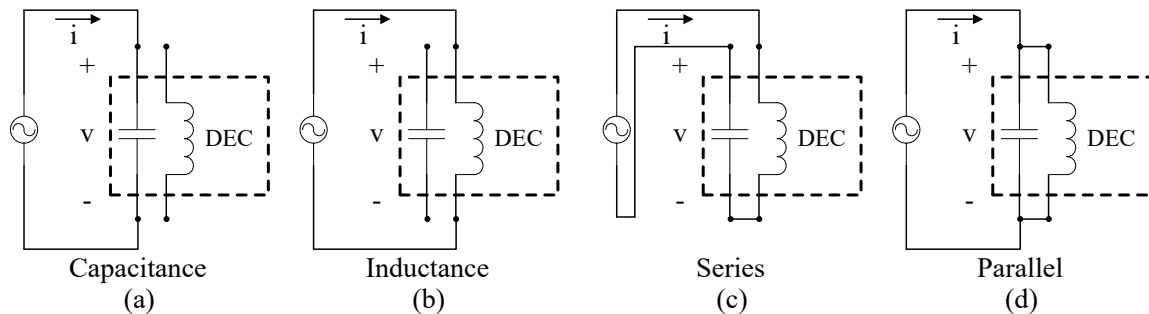 i i i i
+ + + +
v DEC v DEC v DEC v DEC
- - - -
Capacitance Inductance Series Parallel
(a) (b) (c) (d)